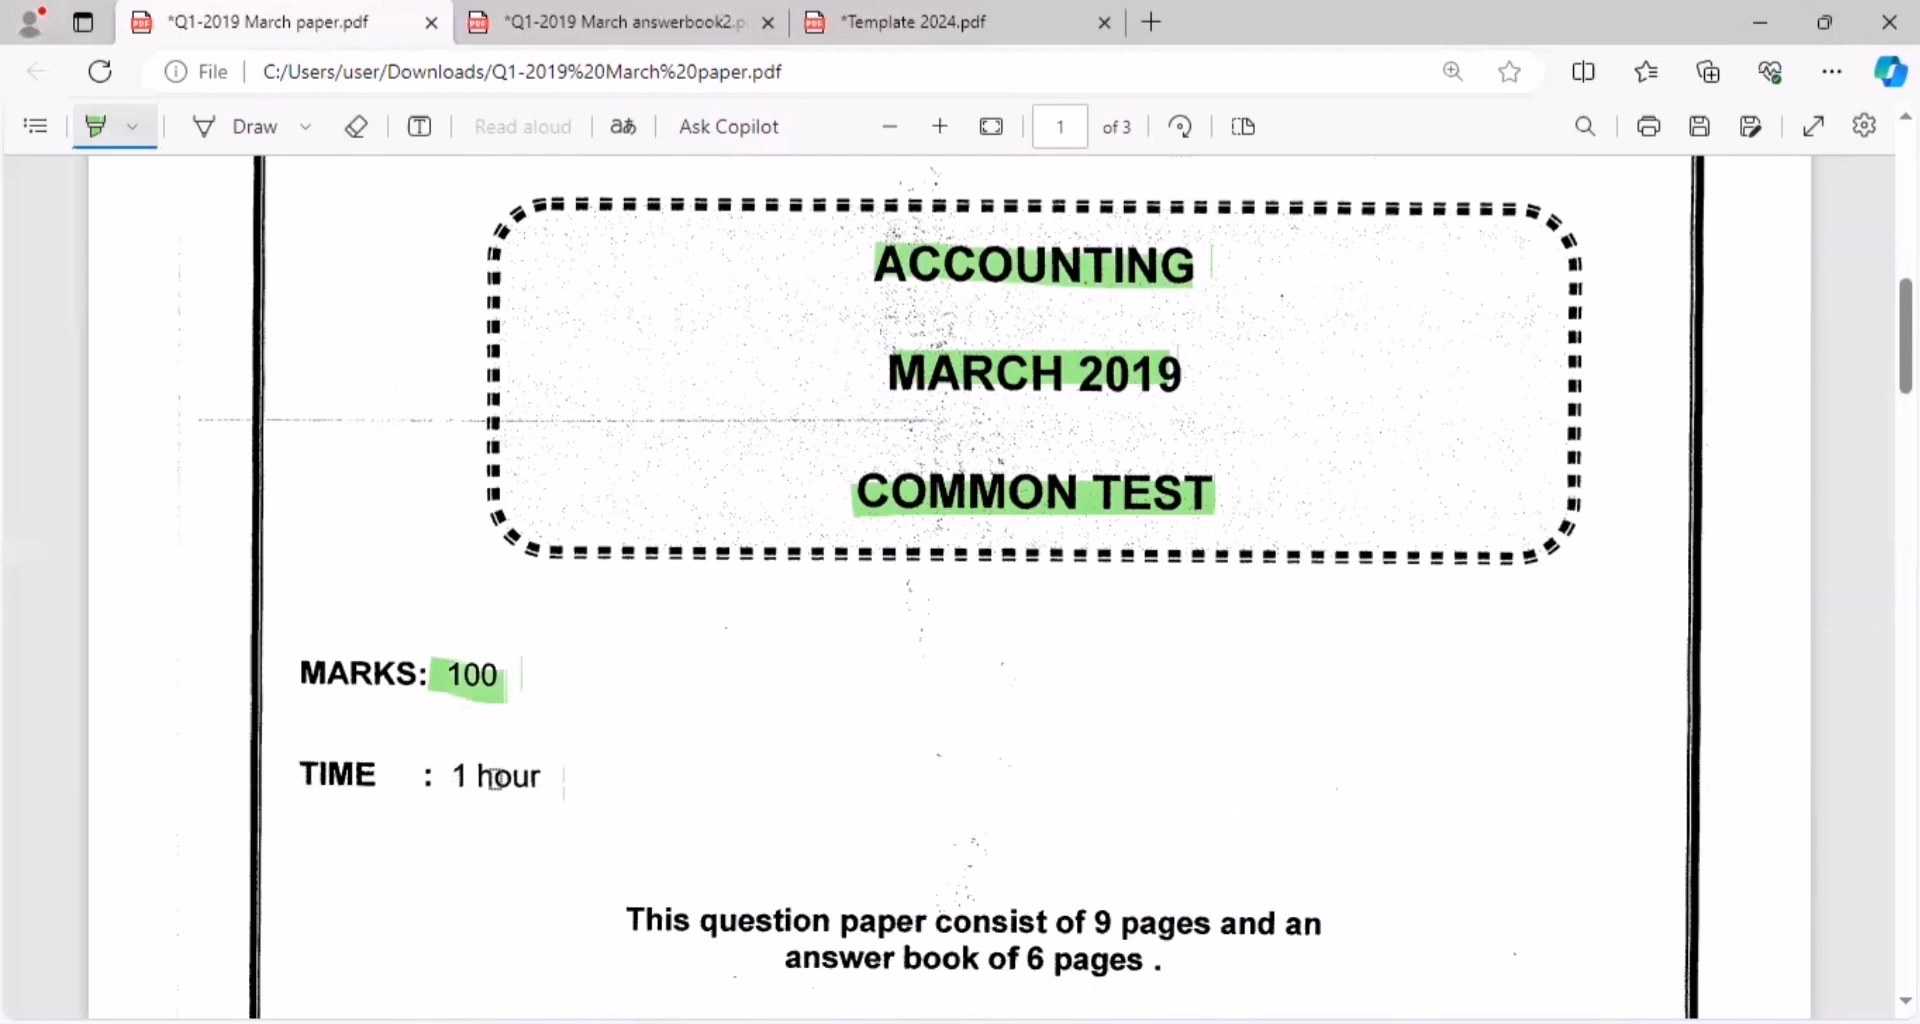 *Q1-2019 March paper.pdf
*Q1-2019 March answerbook2.p
*Template 2024.pdf
File
C:/Users/user/Downloads/Q1-2019%20March%20paper.pdf
Draw
Read aloud
aあ
Ask Copilot
1 of 3
ACCOUNTING
MARCH 2019
COMMON TEST
MARKS: 100
TIME : 1 hour
This question paper consist of 9 pages and an
answer book of 6 pages .